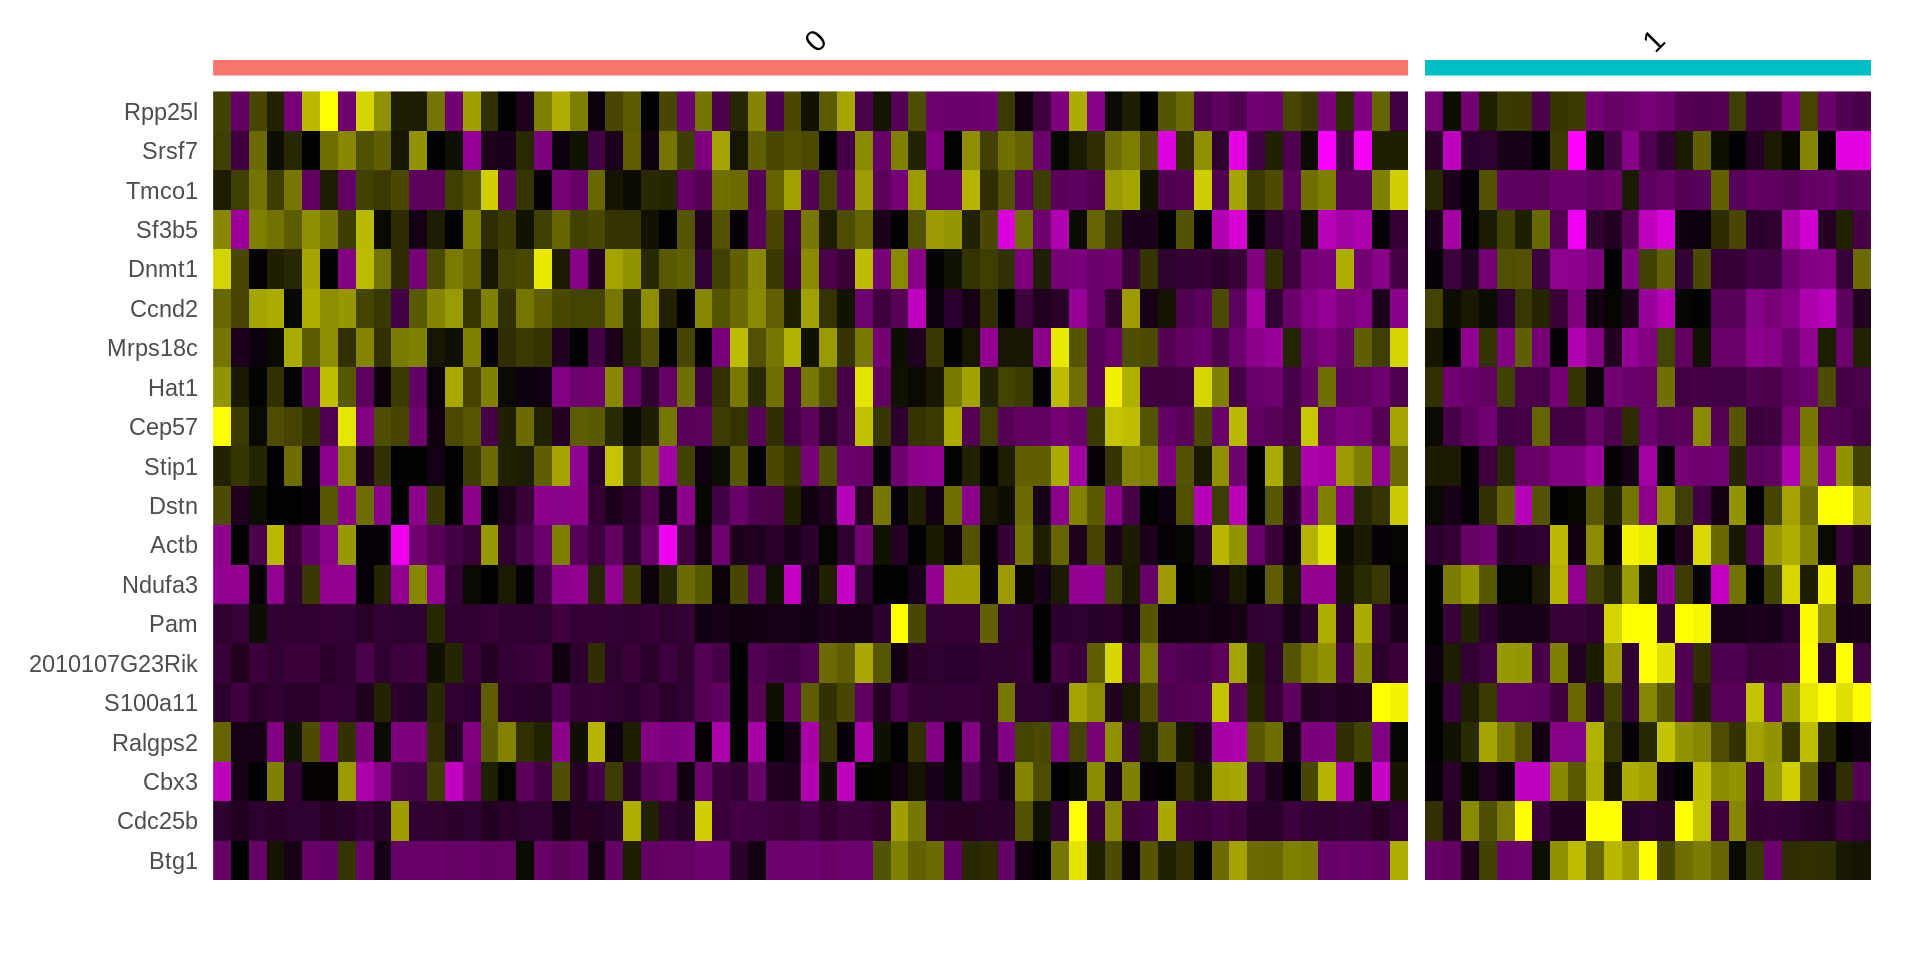 0
1
Rpp25l
Srsf7
Tmco1
Sf3b5
Dnmt1
Ccnd2
Mrps18c
Hat1
Cep57
Stip1
Dstn
Actb
Ndufa3
Pam
2010107G23Rik
S100a11
Ralgps2
Cbx3
Cdc25b
Btg1